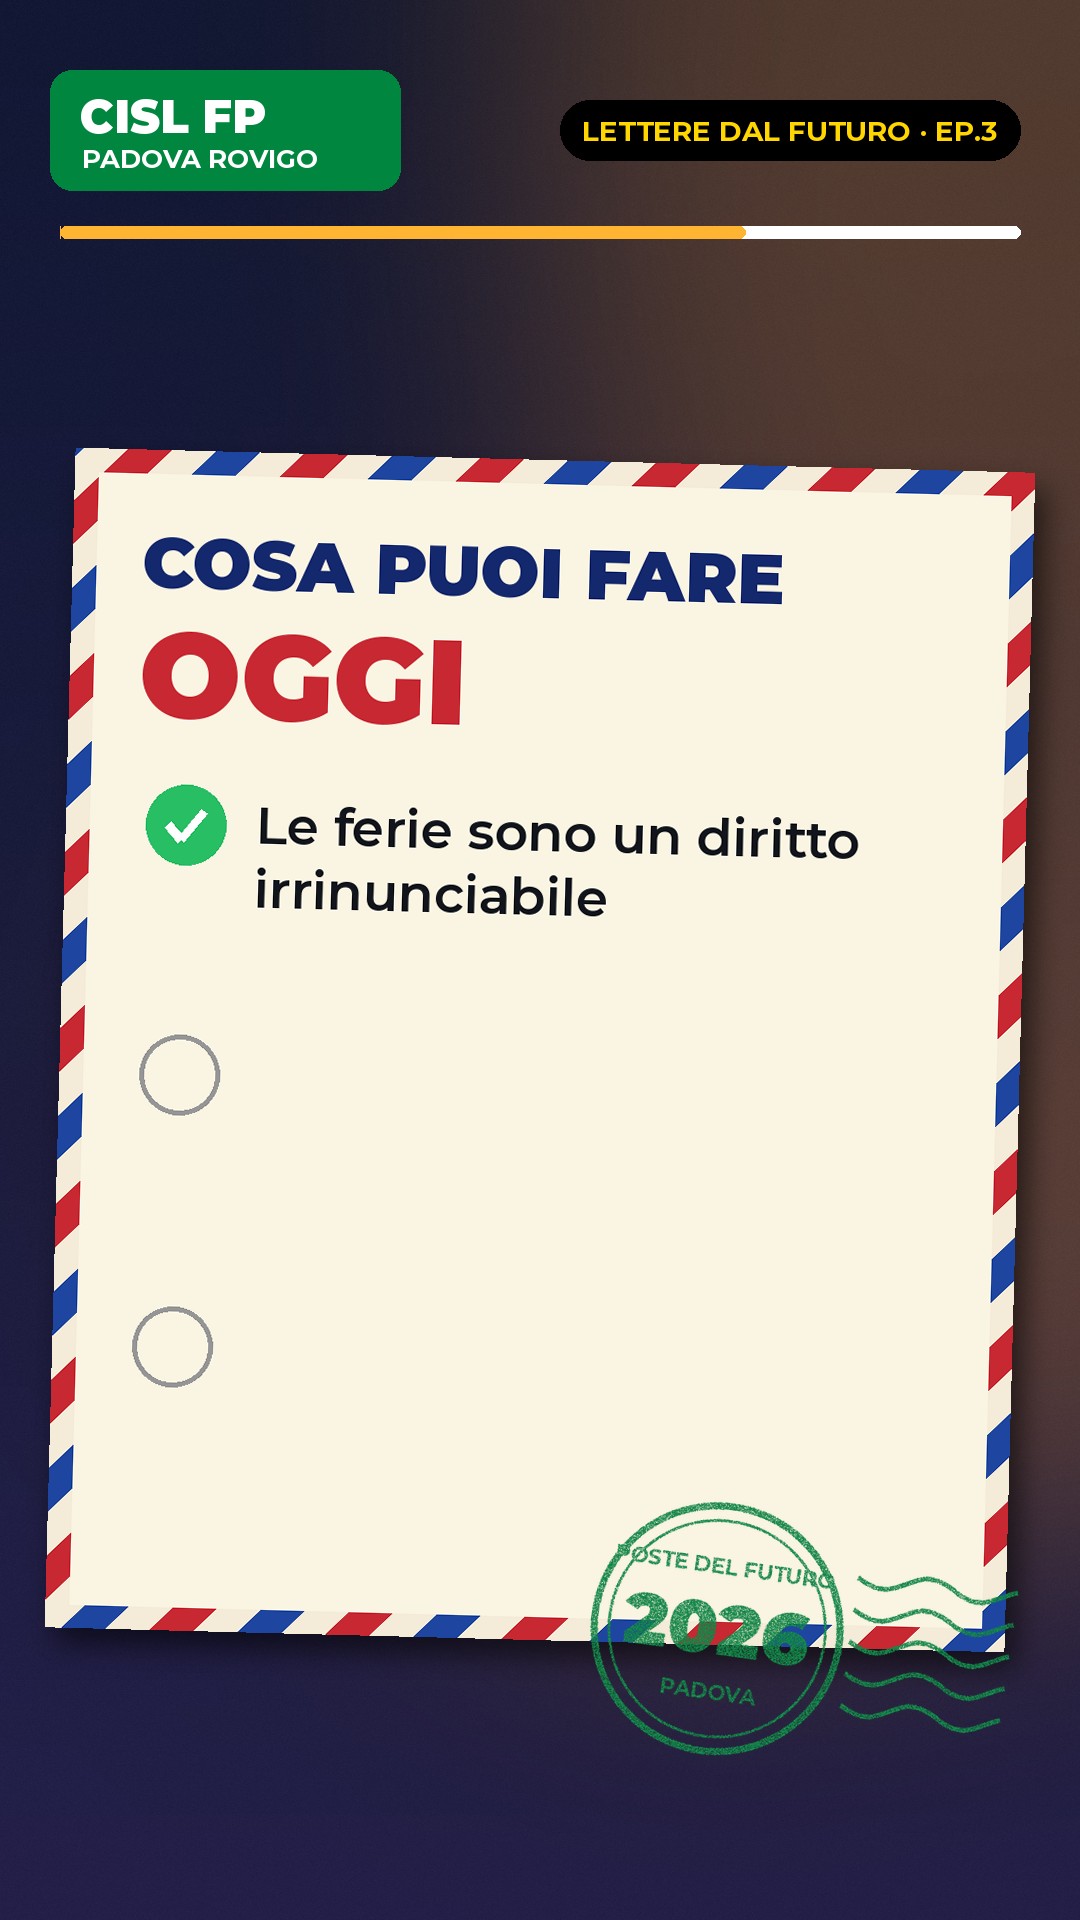 CISL FP
PADOVA ROVIGO
LETTERE DAL FUTURO · EP.3
COSA PUOI FARE
OGGI
Le ferie sono un diritto
irrinunciabile
POSTE DEL FUTURO
2026
PADOVA